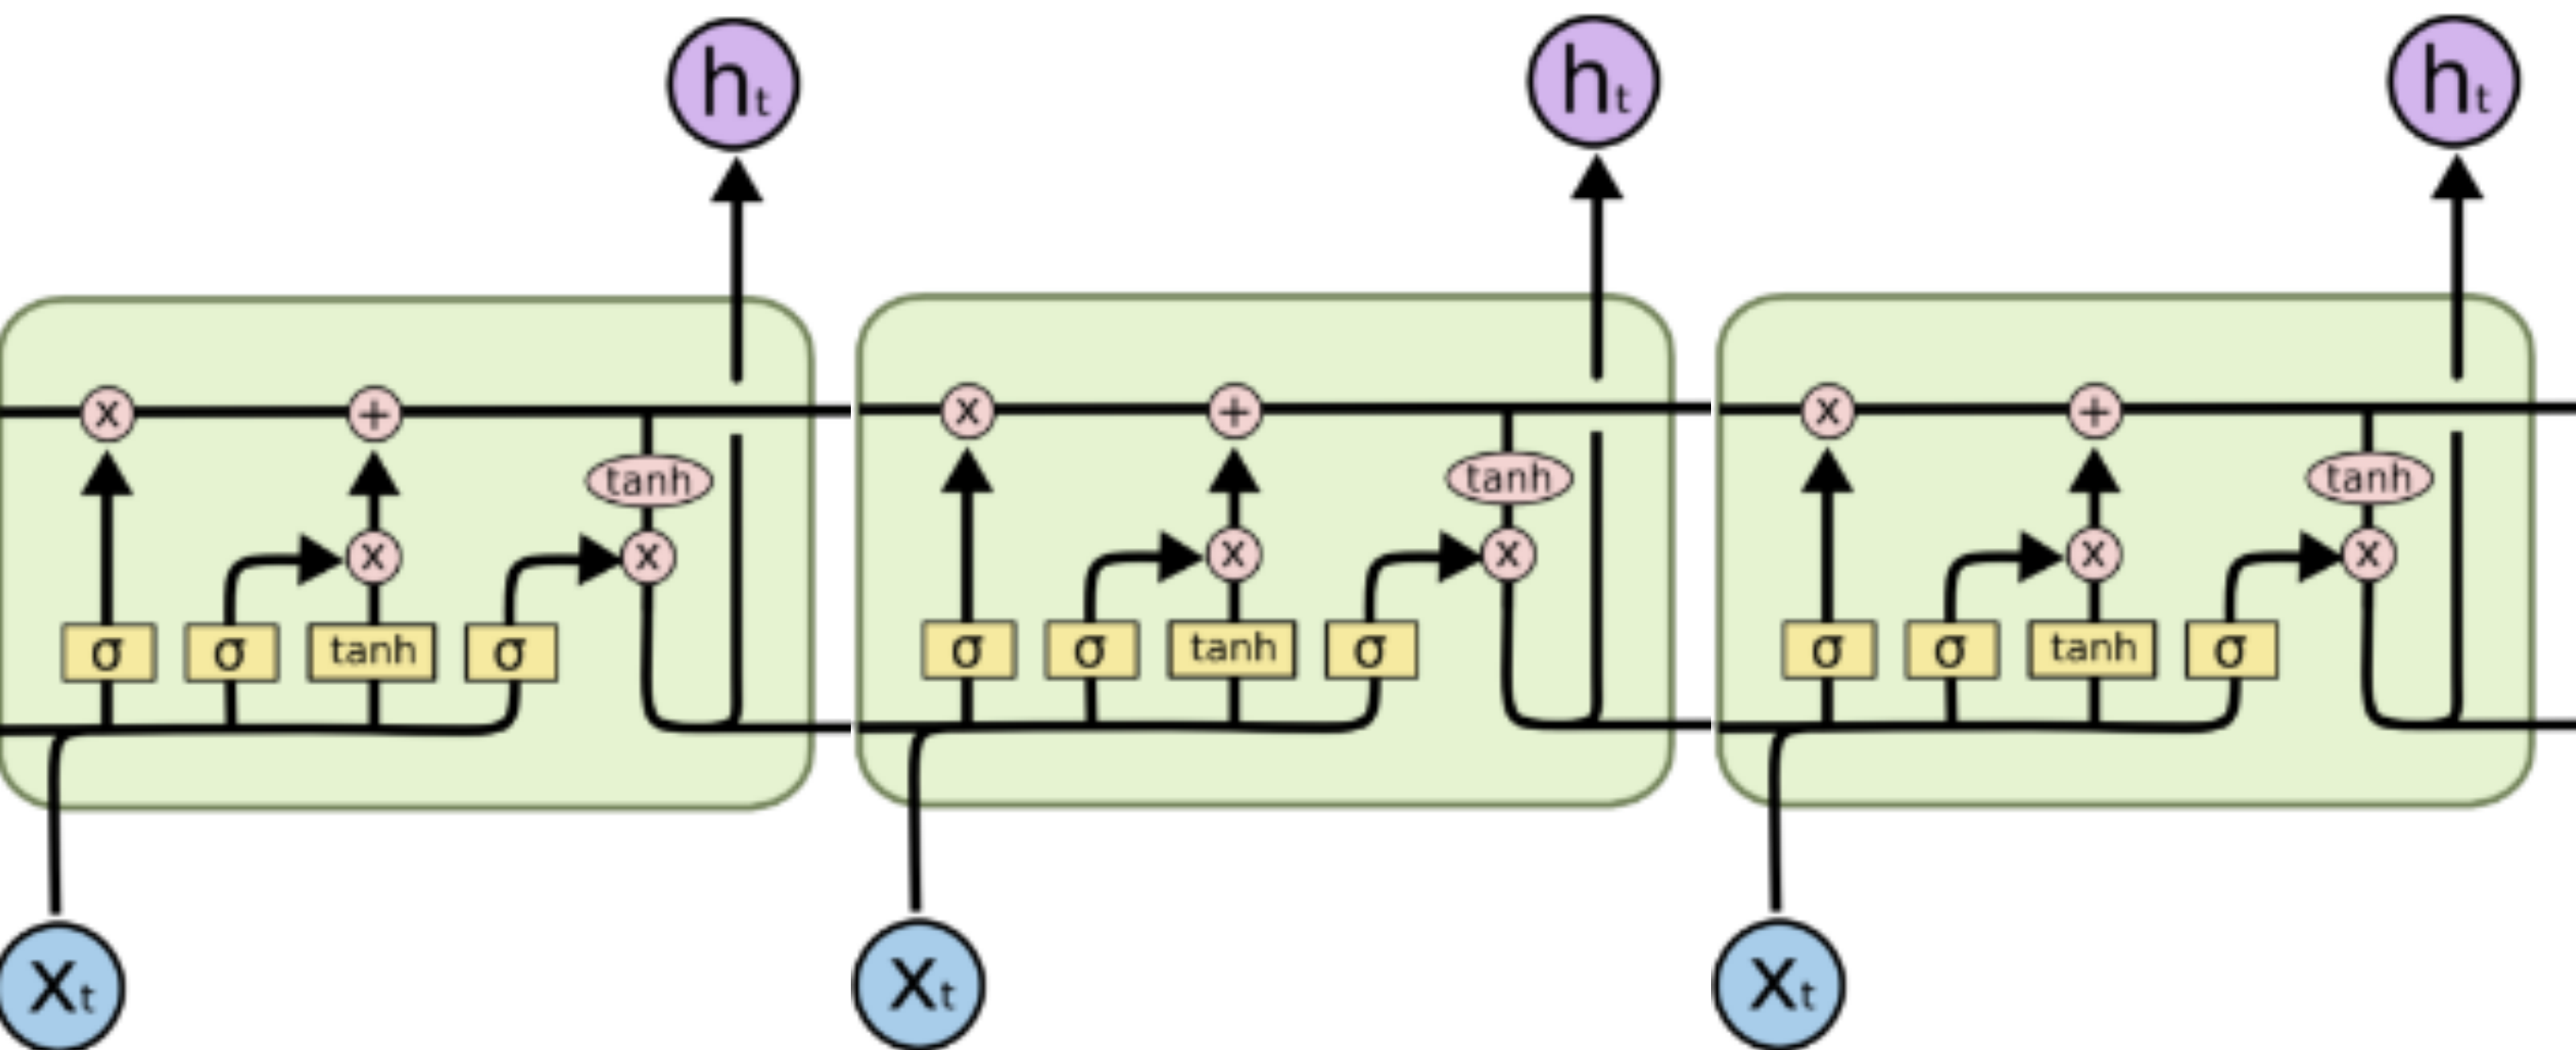 ht ht ht
x + x + x +
tanh tanh tanh
x x x x x x
σ σ tanh σ σ σ tanh σ σ σ tanh σ
Xt Xt Xt